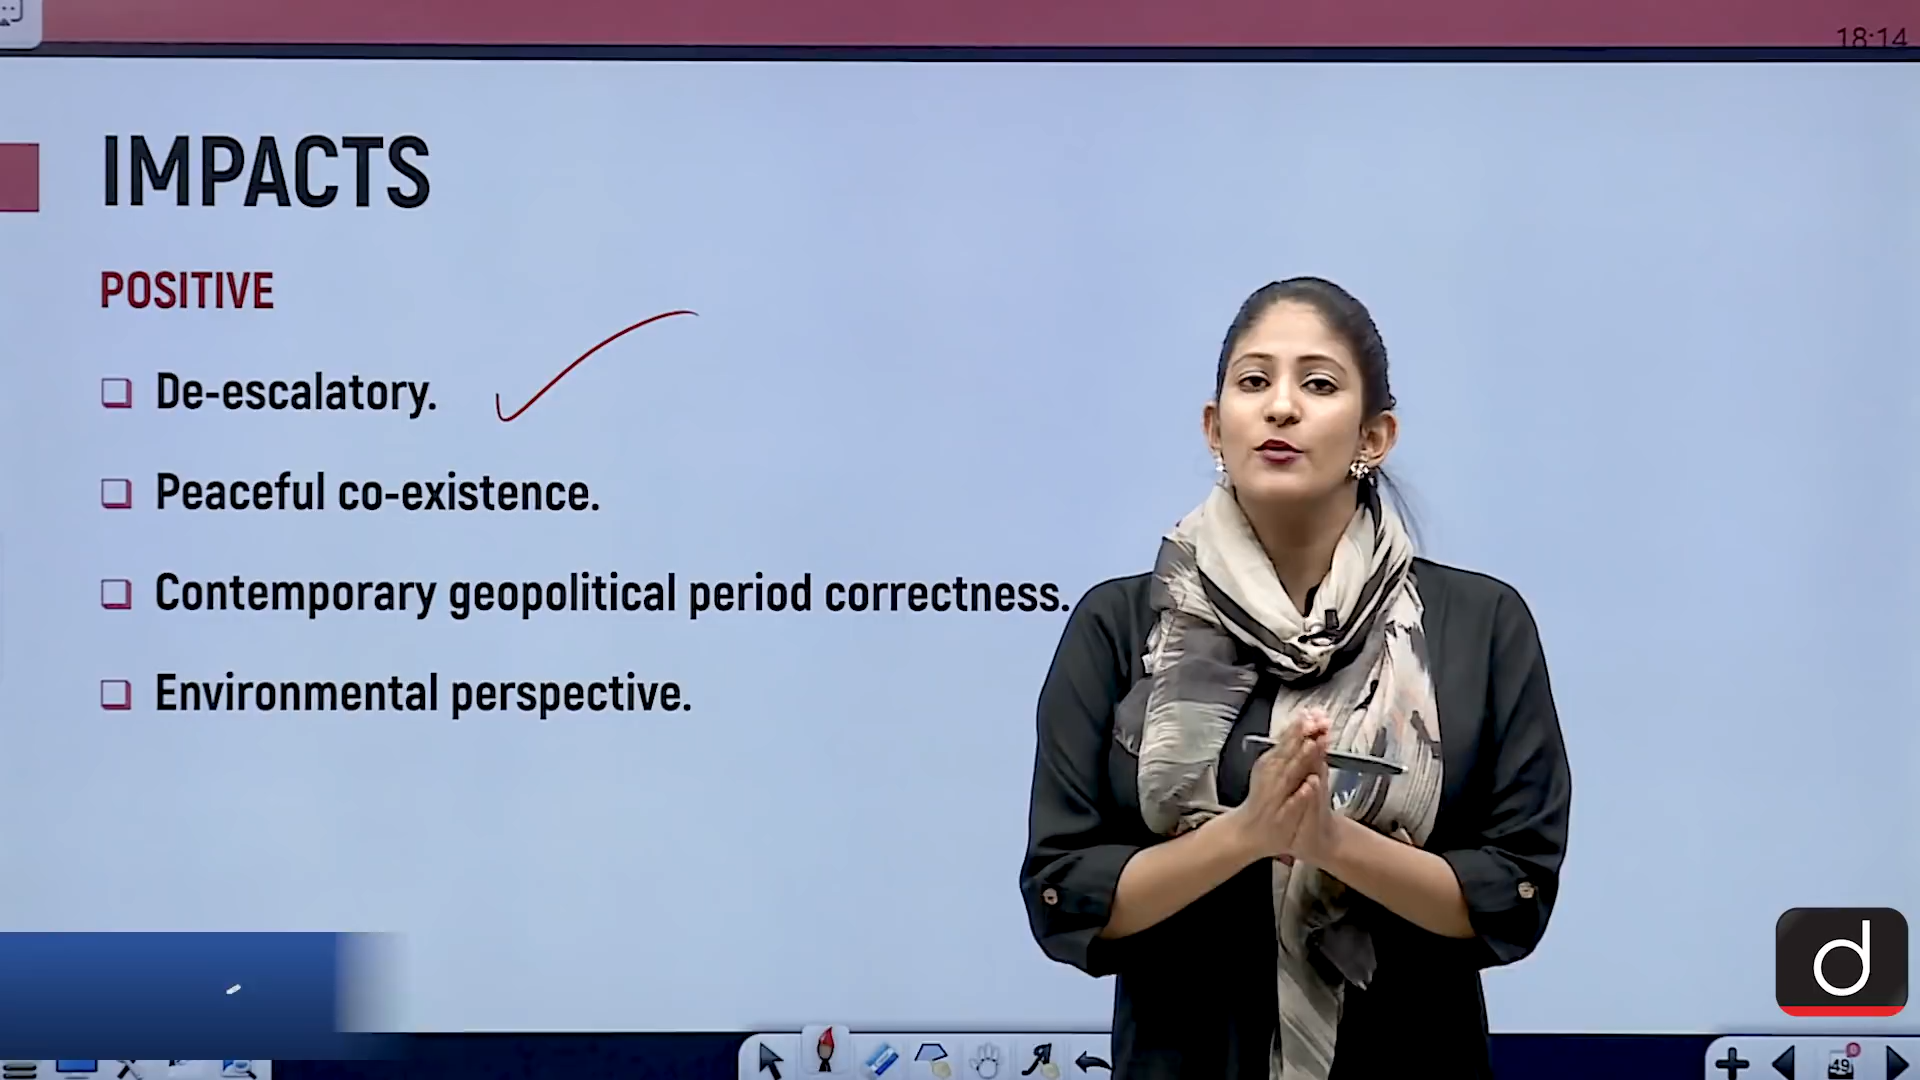 18:14
IMPACTS
POSITIVE
De-escalatory.
Peaceful co-existence.
Contemporary geopolitical period correctness.
Environmental perspective.
d
49